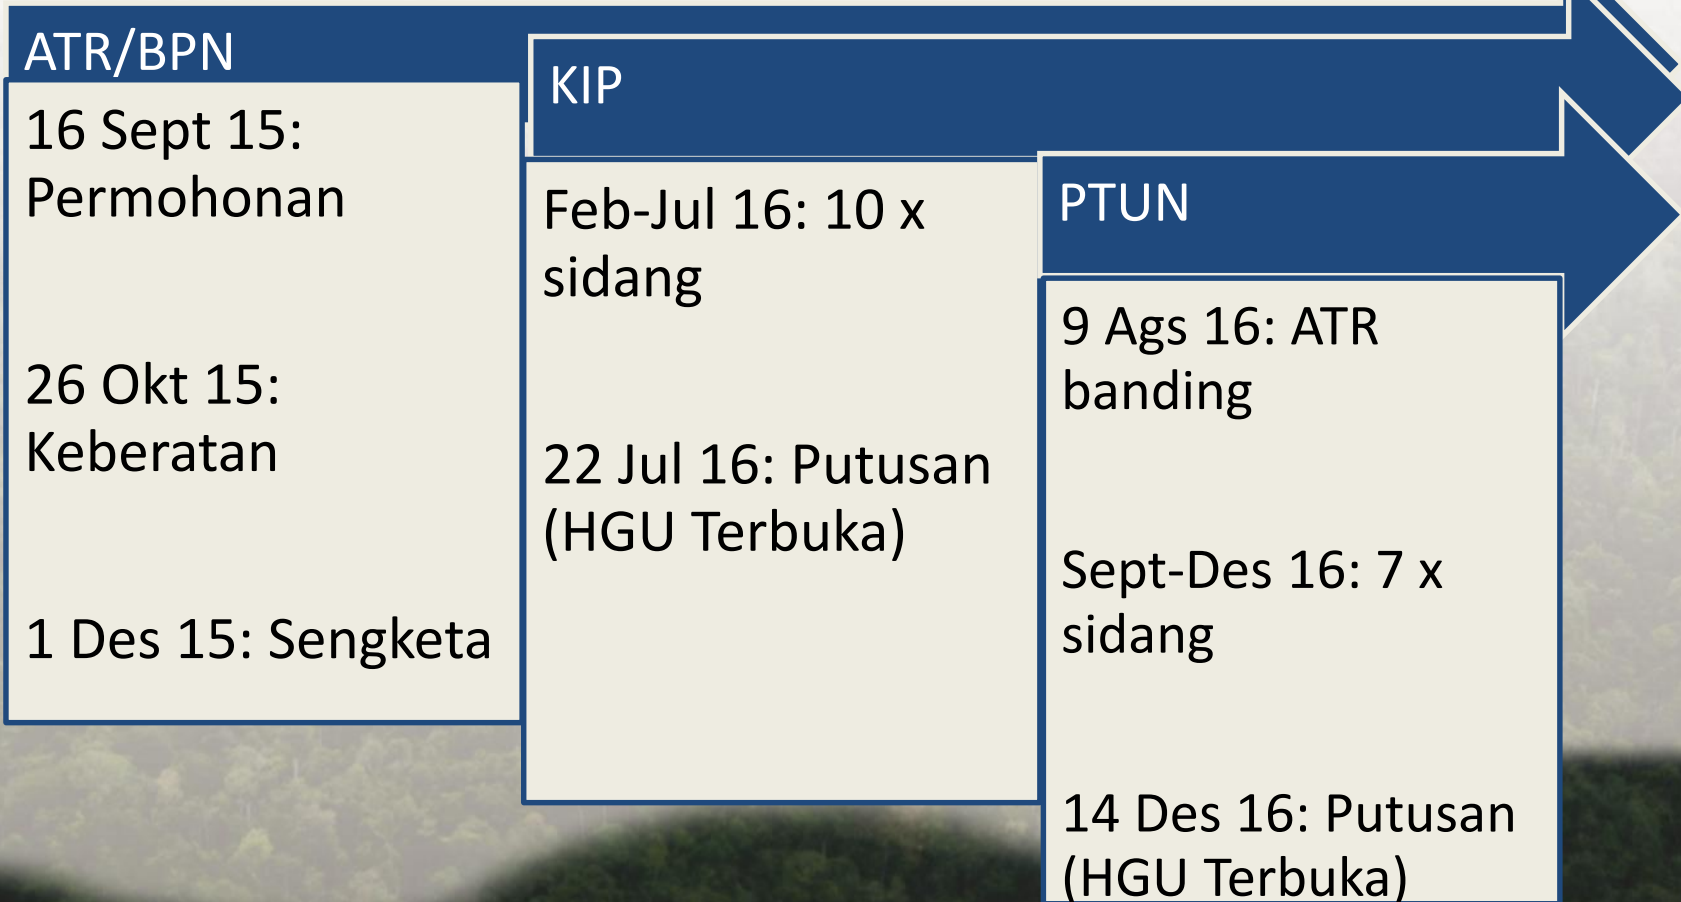 ATR/BPN
16 Sept 15:
Permohonan
26 Okt 15:
Keberatan
1 Des 15: Sengketa
KIP
Feb-Jul 16: 10 x
sidang
22 Jul 16: Putusan
(HGU Terbuka)
PTUN
9 Ags 16: ATR
banding
Sept-Des 16: 7 x
sidang
14 Des 16: Putusan
(HGU Terbuka)